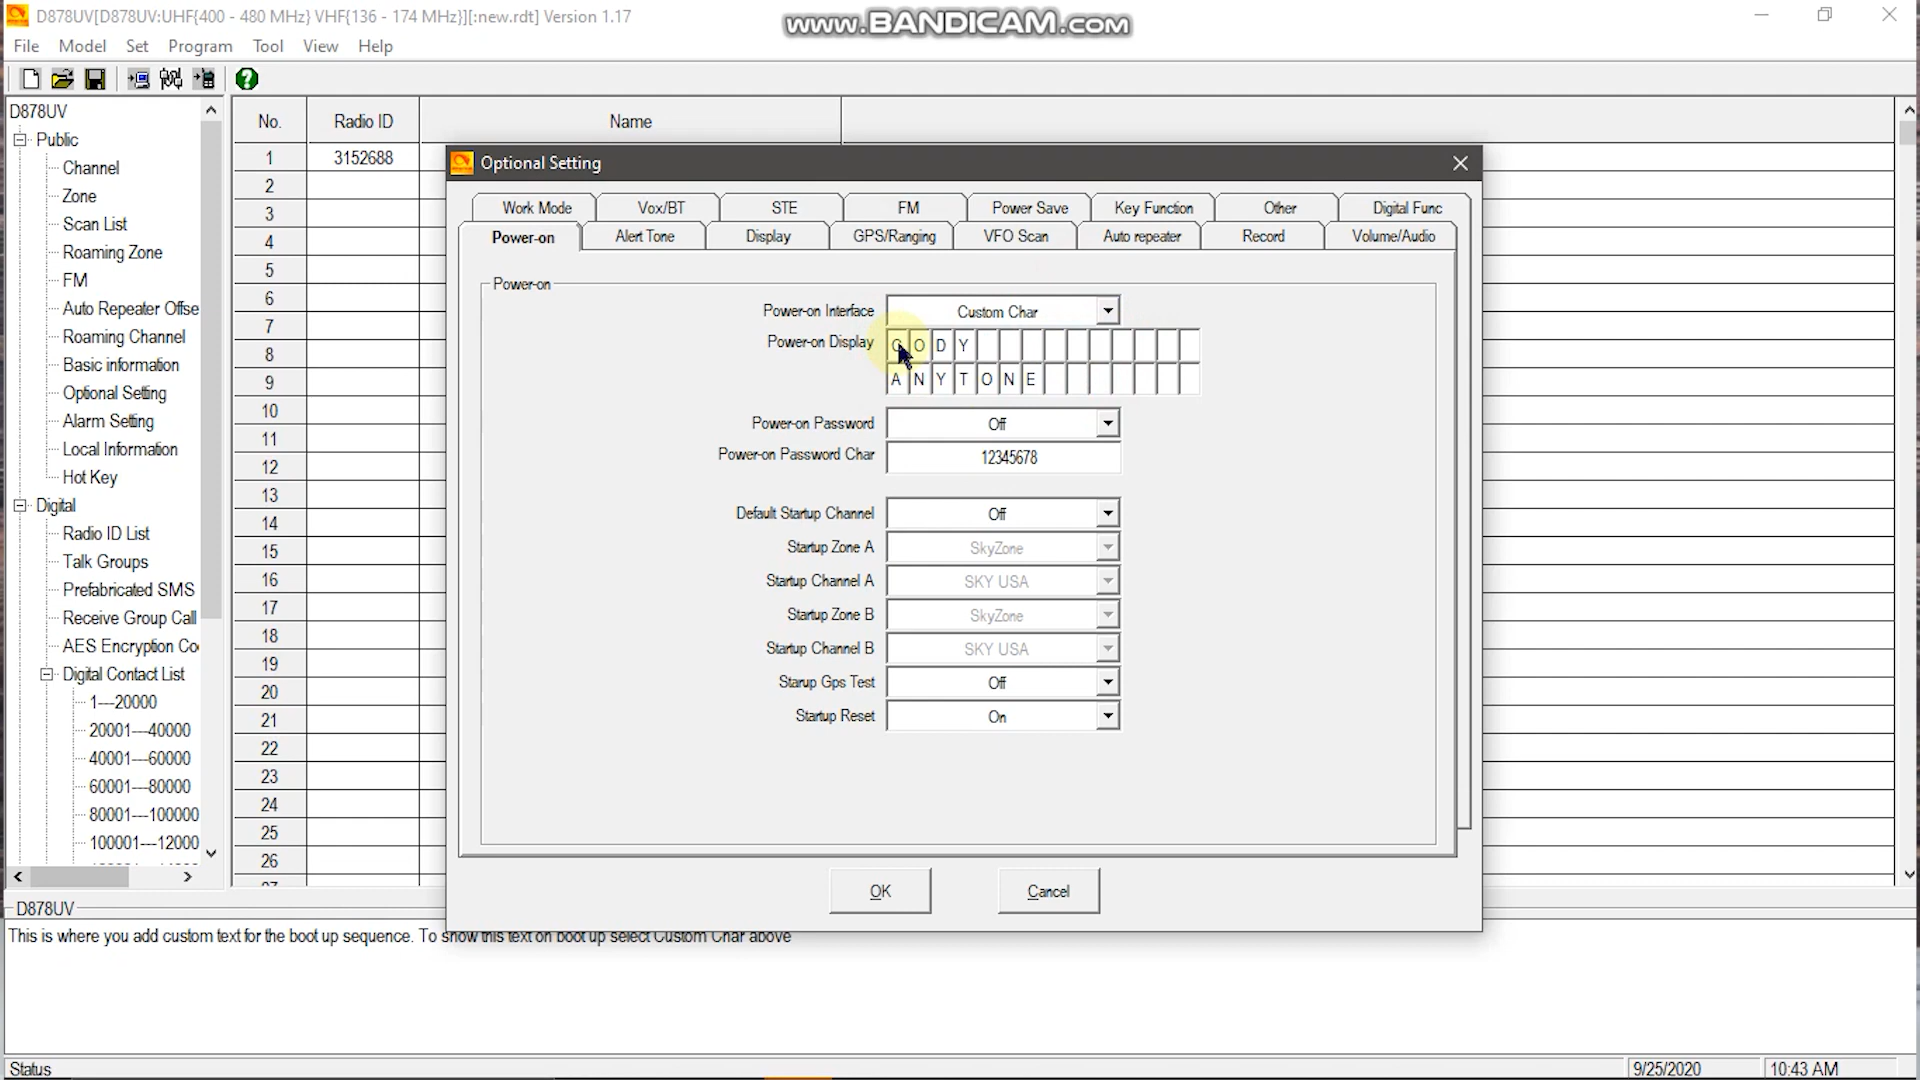 D878UV[D878UV:UHF{400 - 480 MHz} VHF{136 - 174 MHz}][:new.rdt] Version 1.17
www.BANDICAM.com
File Model Set Program Tool View Help
D878UV
Public
Channel
Zone
Scan List
Roaming Zone
FM
Auto Repeater Offse
Roaming Channel
Basic information
Optional Setting
Alarm Setting
Local Information
Hot Key
Digital
Radio ID List
Talk Groups
Prefabricated SMS
Receive Group Call
AES Encryption Co
Digital Contact List
1---20000
20001---40000
40001---60000
60001---80000
80001---100000
100001---12000
No. Radio ID Name
1 3152688
2
3
4
5
6
7
8
9
10
11
12
13
14
15
16
17
18
19
20
21
22
23
24
25
26
27
Optional Setting
Work Mode Vox/BT STE FM Power Save Key Function Other Digital Func
Power-on Alert Tone Display GPS/Ranging VFO Scan Auto repeater Record Volume/Audio
Power-on
Power-on Interface Custom Char
Power-on Display CODY
ANYTONE
Power-on Password Off
Power-on Password Char 12345678
Default Startup Channel Off
Startup Zone A SkyZone
Startup Channel A SKY USA
Startup Zone B SkyZone
Startup Channel B SKY USA
Starup Gps Test Off
Startup Reset On
OK Cancel
D878UV
This is where you add custom text for the boot up sequence. To show this text on boot up select Custom Char above
Status 9/25/2020 10:43 AM